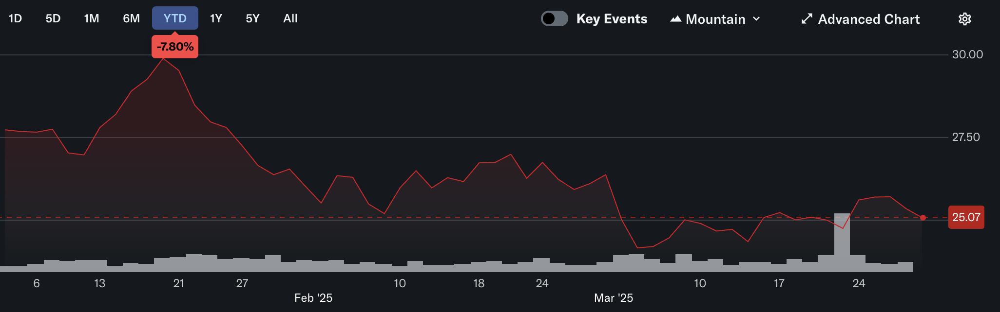 1D 5D 1M 6M YTD 1Y 5Y All Key Events Mountain Advanced Chart
-7.80%
30.00
27.50
25.07
6 13 21 27 10 18 24 10 17 24
Feb '25 Mar '25